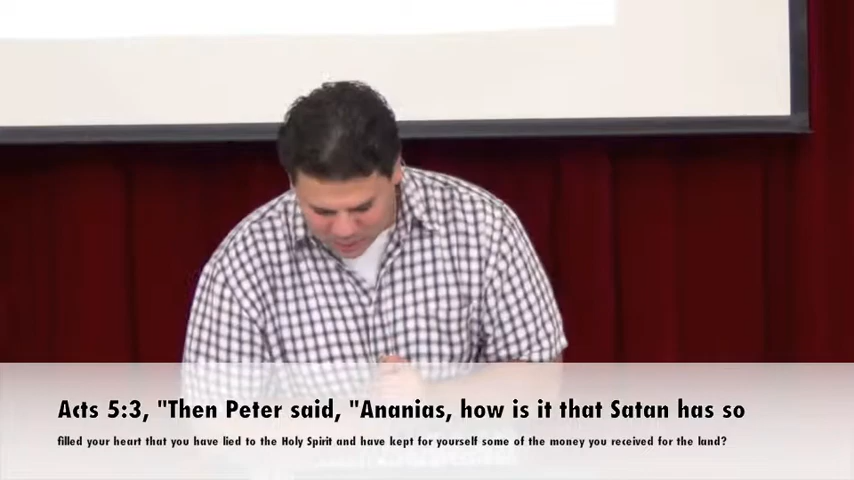 Acts 5:3, "Then Peter said, "Ananias, how is it that Satan has so
filled your heart that you have lied to the Holy Spirit and have kept for yourself some of the money you received for the land?